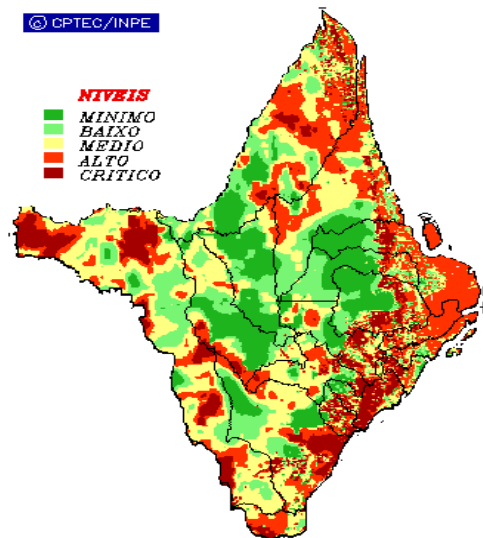 © CPTEC/INPE
NIVEIS
MINIMO
BAIXO
MEDIO
ALTO
CRITICO